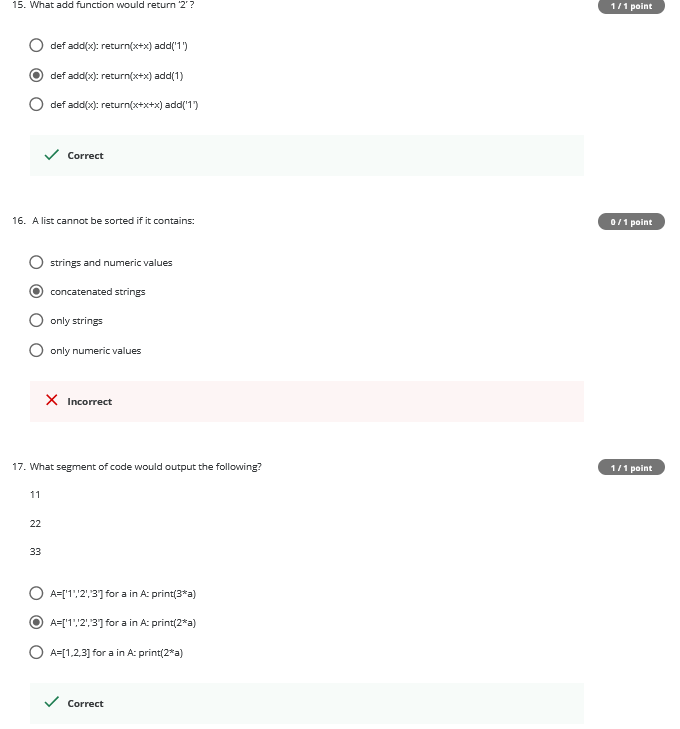 15. What add function would return '2' ?
1 / 1 point
def add(x): return(x+x) add('1')
def add(x): return(x+x) add(1)
def add(x): return(x+x+x) add('1')
Correct
16. A list cannot be sorted if it contains:
0 / 1 point
strings and numeric values
concatenated strings
only strings
only numeric values
Incorrect
17. What segment of code would output the following?
1 / 1 point
11
22
33
A=['1','2','3'] for a in A: print(3*a)
A=['1','2','3'] for a in A: print(2*a)
A=[1,2,3] for a in A: print(2*a)
Correct